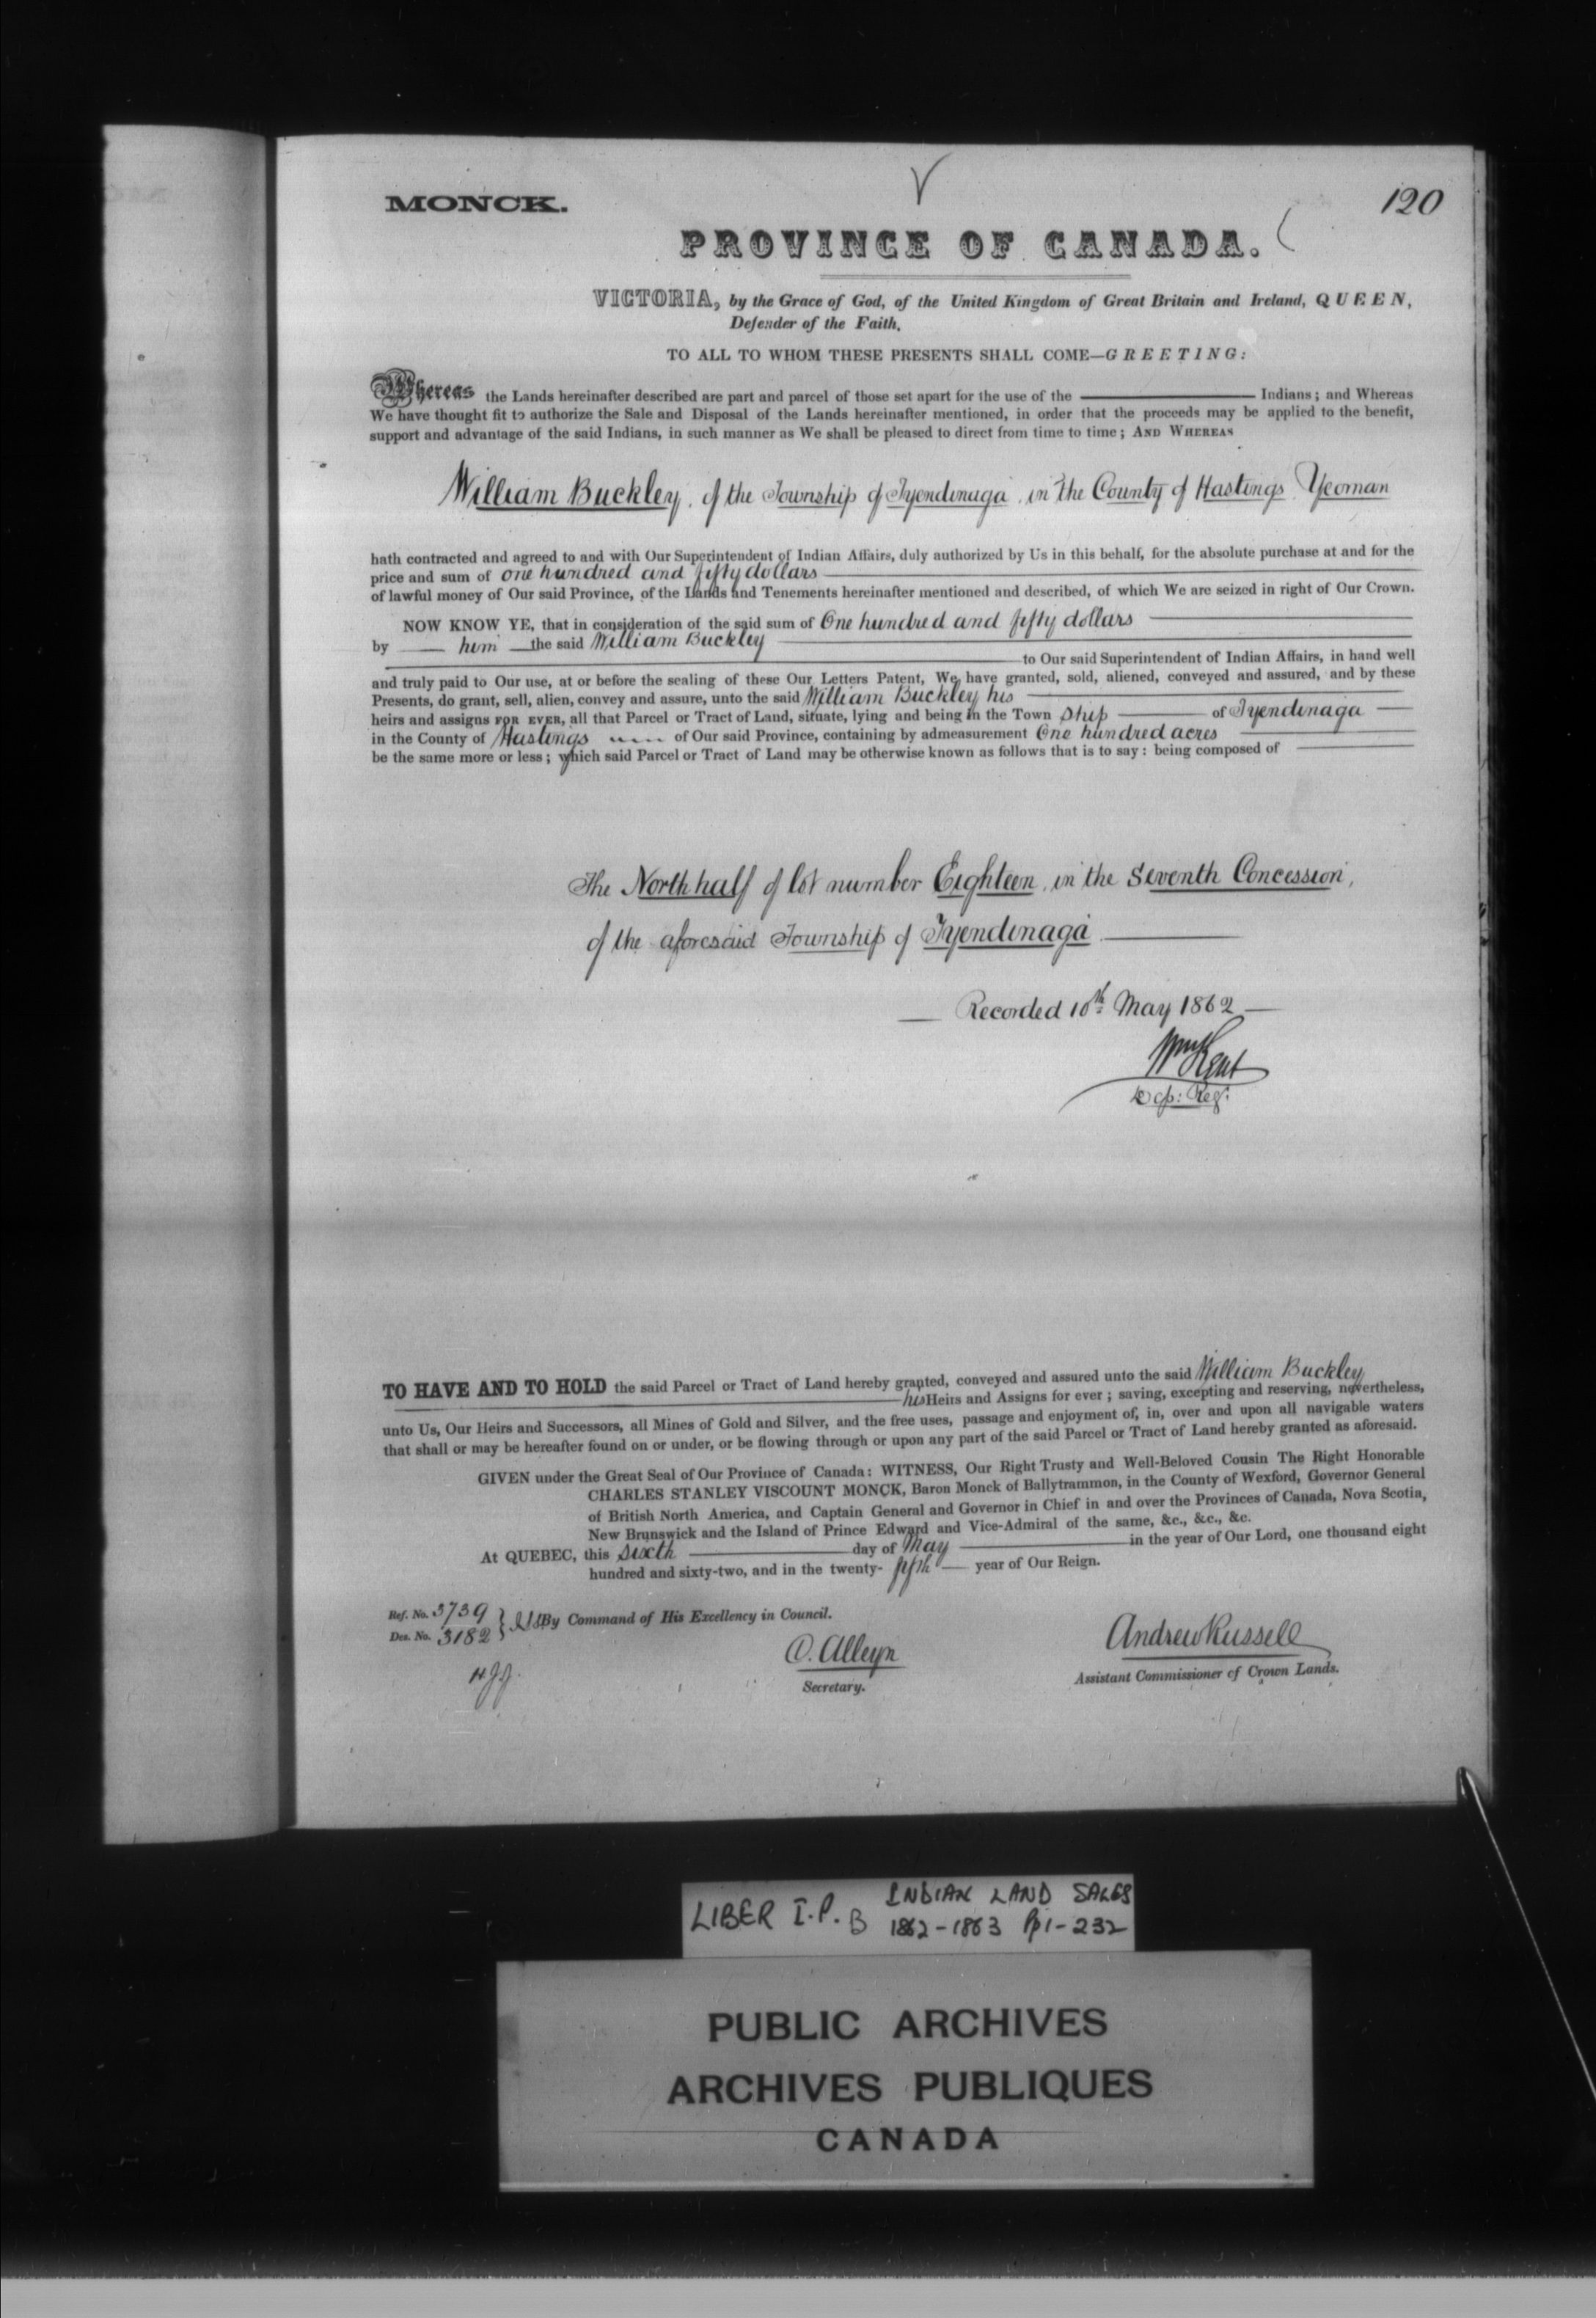 MONCK.
120
PROVINCE OF CANADA.
VICTORIA, by the Grace of God, of the United Kingdom of Great Britain and Ireland, QUEEN,
Defender of the Faith,
TO ALL TO WHOM THESE PRESENTS SHALL COME—GREETING:
Whereas the Lands hereinafter described are part and parcel of those set apart for the use of the ——— Indians; and Whereas
We have thought fit to authorize the Sale and Disposal of the Lands hereinafter mentioned, in order that the proceeds may be applied to the benefit,
support and advantage of the said Indians, in such manner as We shall be pleased to direct from time to time; AND WHEREAS
William Buckley, of the Township of Tyendinaga, in the County of Hastings, Yeoman
hath contracted and agreed to and with Our Superintendent of Indian Affairs, duly authorized by Us in this behalf, for the absolute purchase at and for the
price and sum of one hundred and fifty dollars
of lawful money of Our said Province, of the Lands and Tenements hereinafter mentioned and described, of which We are seized in right of Our Crown.
NOW KNOW YE, that in consideration of the said sum of One hundred and fifty dollars
by him the said William Buckley
to Our said Superintendent of Indian Affairs, in hand well
and truly paid to Our use, at or before the sealing of these Our Letters Patent, We have granted, sold, aliened, conveyed and assured, and by these
Presents, do grant, sell, alien, convey and assure, unto the said William Buckley his
heirs and assigns FOR EVER, all that Parcel or Tract of Land, situate, lying and being in the Town ship of Tyendinaga
in the County of Hastings of Our said Province, containing by admeasurement One hundred acres
be the same more or less; which said Parcel or Tract of Land may be otherwise known as follows that is to say: being composed of
The North half of lot number Eighteen, in the Seventh Concession,
of the aforesaid Township of Tyendinaga
Recorded 10th May 1862
Wm Kent
Dep: Reg:
TO HAVE AND TO HOLD the said Parcel or Tract of Land hereby granted, conveyed and assured unto the said William Buckley
his Heirs and Assigns for ever; saving, excepting and reserving, nevertheless,
unto Us, Our Heirs and Successors, all Mines of Gold and Silver, and the free uses, passage and enjoyment of, in, over and upon all navigable waters
that shall or may be hereafter found on or under, or be flowing through or upon any part of the said Parcel or Tract of Land hereby granted as aforesaid.
GIVEN under the Great Seal of Our Province of Canada: WITNESS, Our Right Trusty and Well-Beloved Cousin The Right Honorable
CHARLES STANLEY VISCOUNT MONCK, Baron Monck of Ballytrammon, in the County of Wexford, Governor General
of British North America, and Captain General and Governor in Chief in and over the Provinces of Canada, Nova Scotia,
New Brunswick and the Island of Prince Edward and Vice-Admiral of the same, &c., &c., &c.
At QUEBEC, this Sixth day of May in the year of Our Lord, one thousand eight
hundred and sixty-two, and in the twenty- fifth year of Our Reign.
Ref. No. 3739
Des. No. 3182
By Command of His Excellency in Council.
C. Alleyn
Secretary.
Andrew Russell
Assistant Commissioner of Crown Lands.
LIBER I.P. B INDIAN LAND SALES
1862-1863 Pp 1-232
PUBLIC ARCHIVES
ARCHIVES PUBLIQUES
CANADA